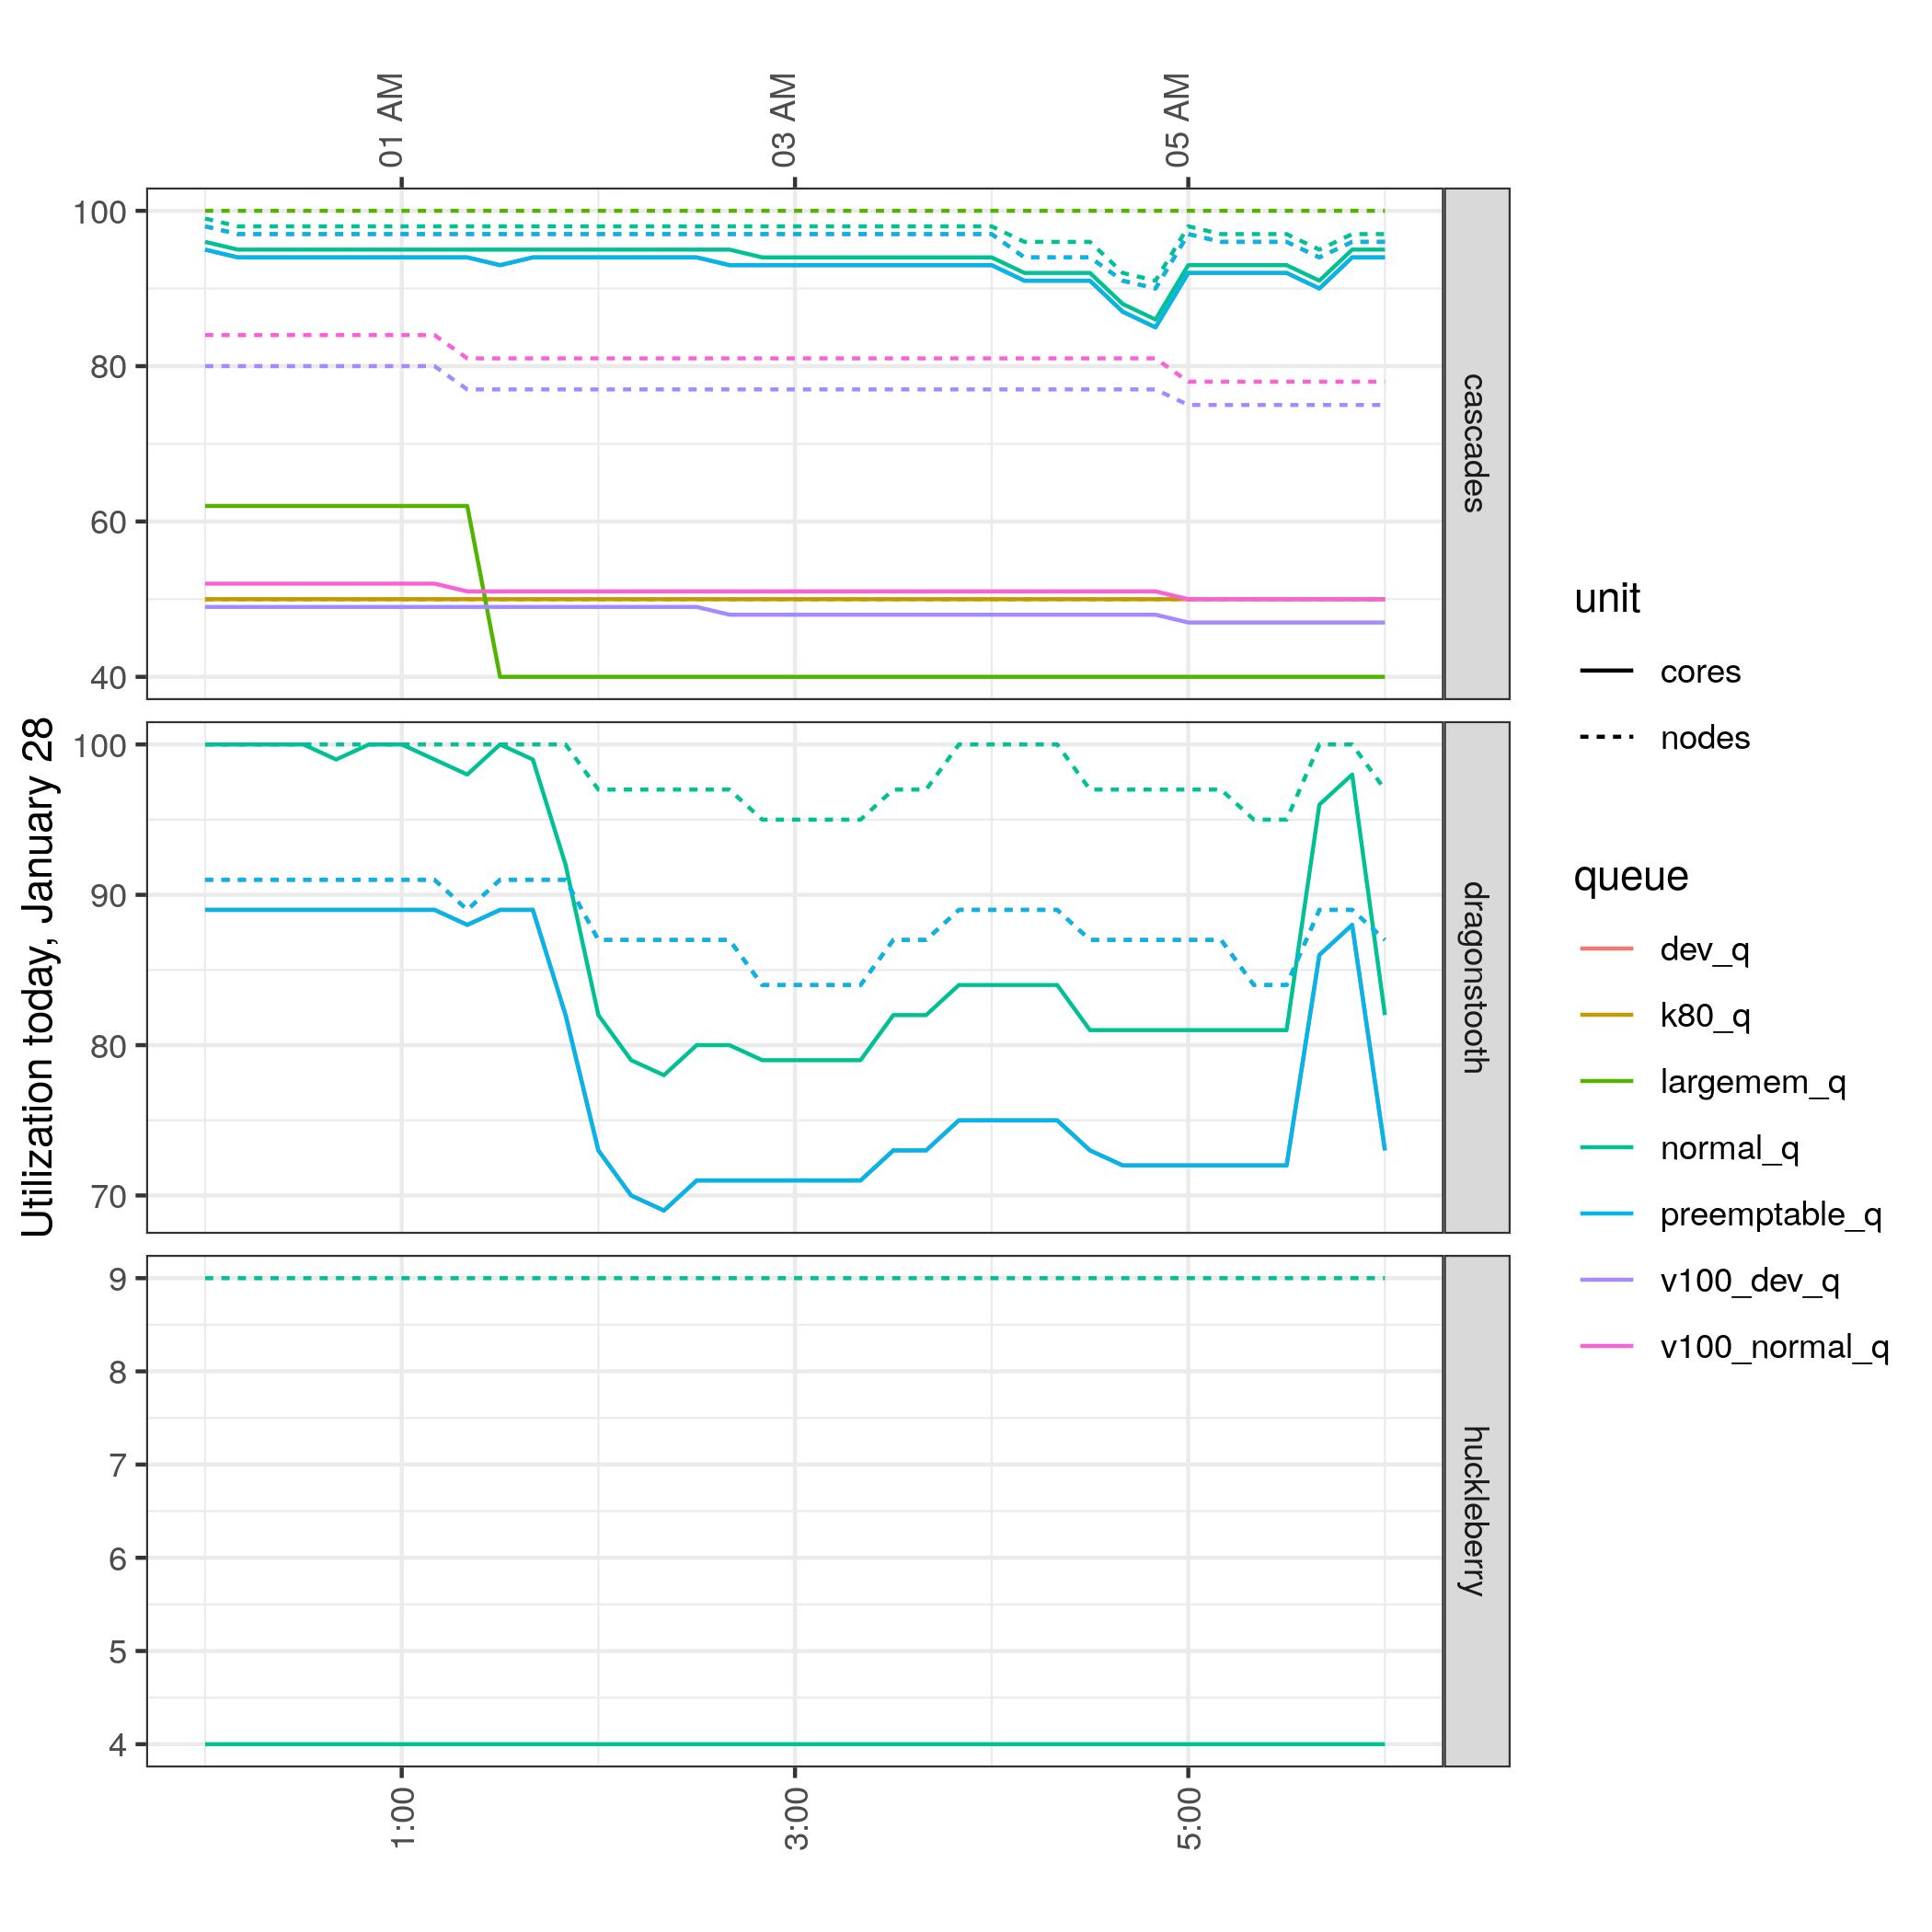 01 AM
03 AM
05 AM
100
80
60
40
cascades
100
90
80
70
dragonstooth
9
8
7
6
5
4
huckleberry
1:00
3:00
5:00
Utilization today, January 28
unit
cores
nodes
queue
dev_q
k80_q
largemem_q
normal_q
preemptable_q
v100_dev_q
v100_normal_q